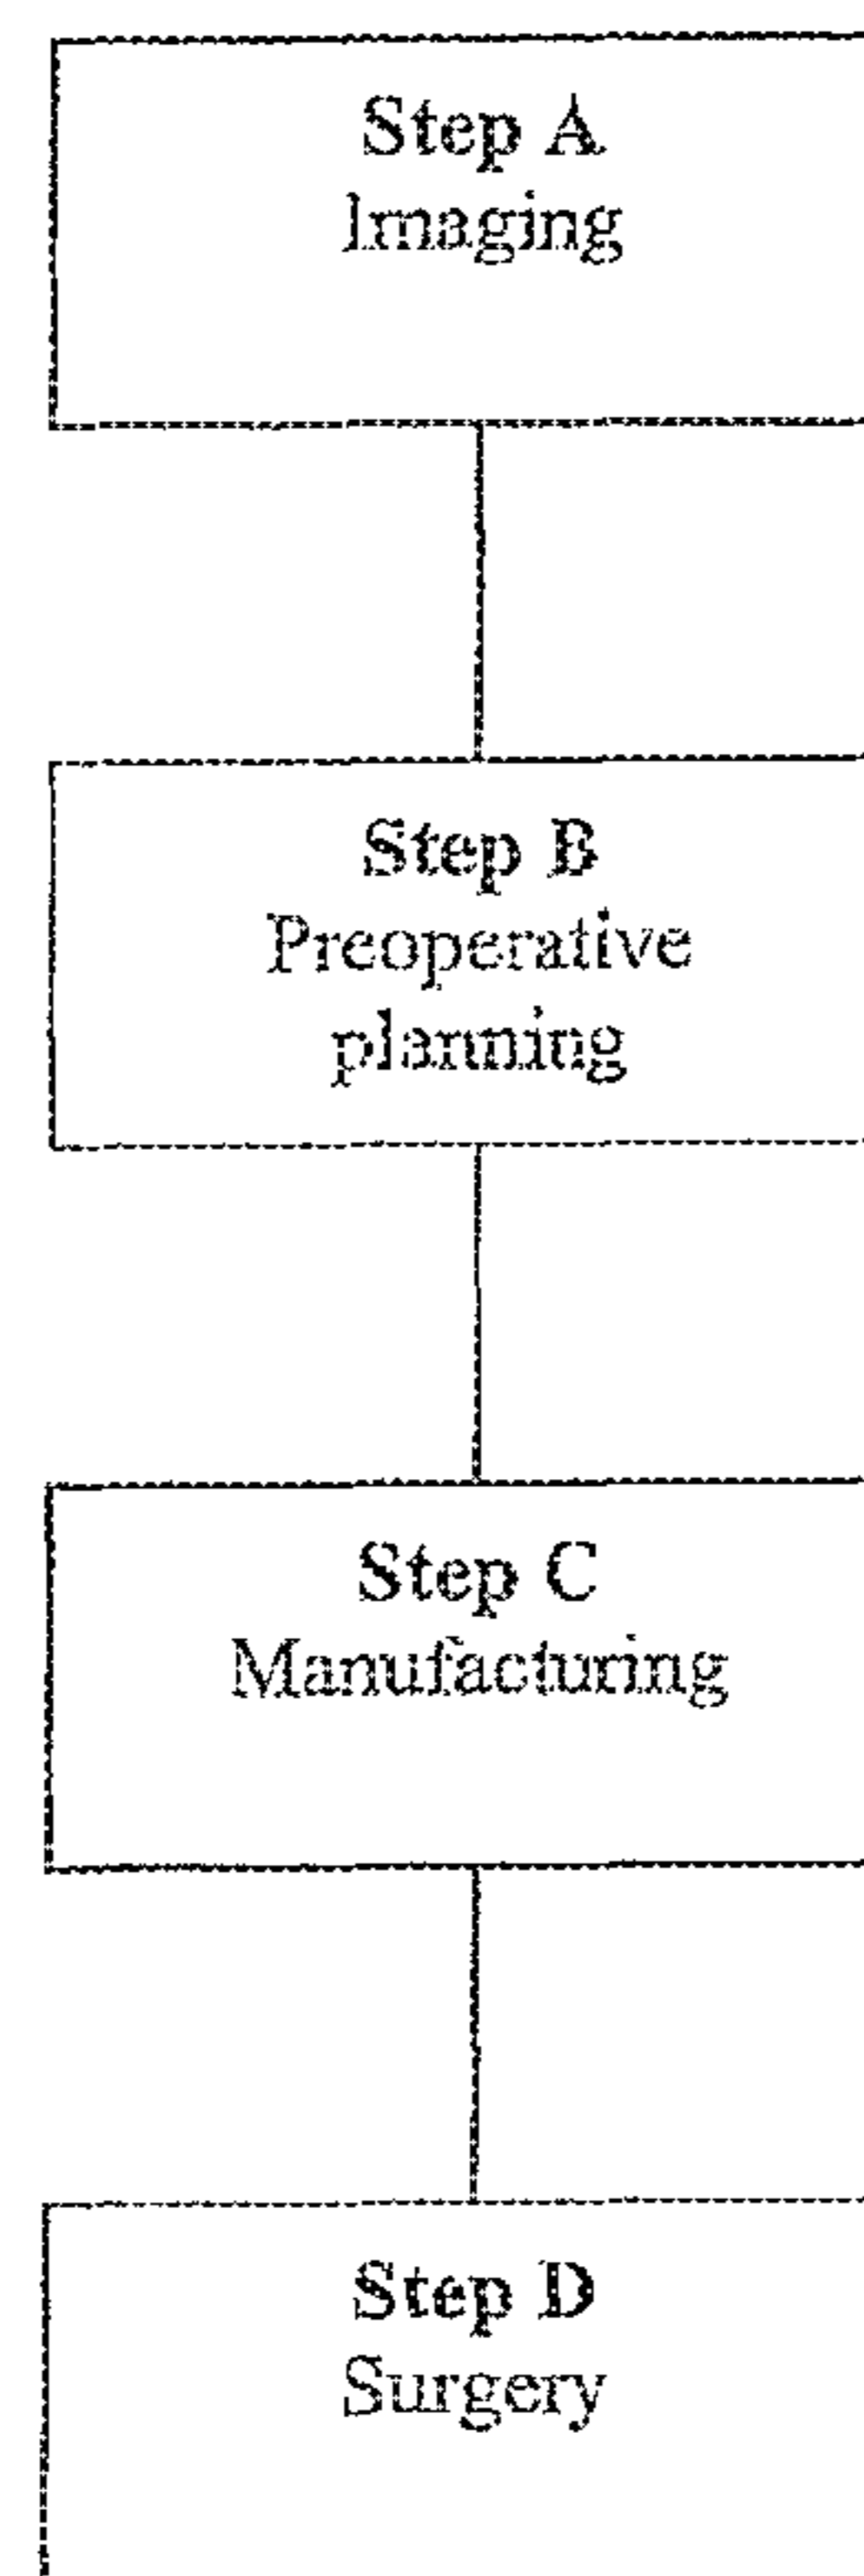 Step A
Imaging
Step B
Preoperative
planning
Step C
Manufacturing
Step D
Surgery